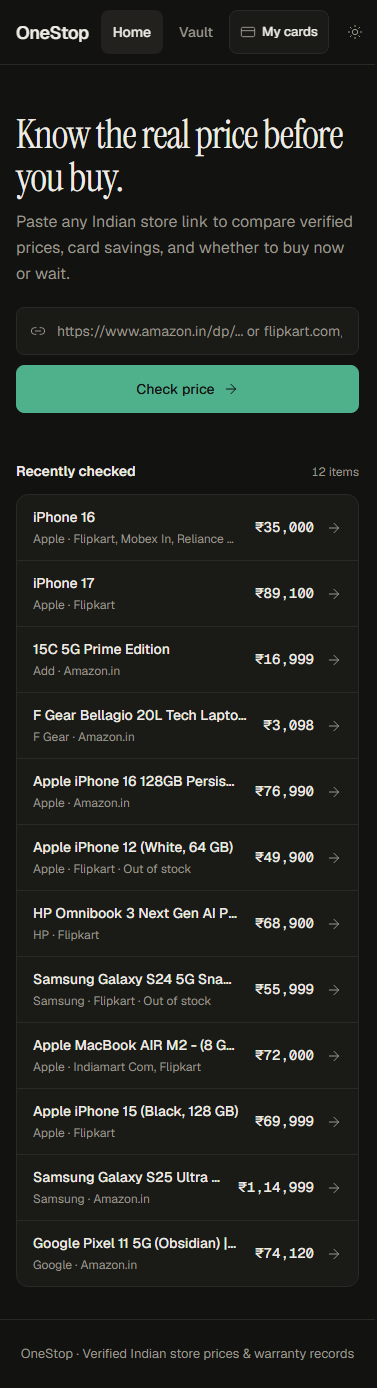 OneStop Home Vault My cards
Know the real price before
you buy.
Paste any Indian store link to compare verified
prices, card savings, and whether to buy now
or wait.
https://www.amazon.in/dp/... or flipkart.com,
Check price →
Recently checked 12 items
iPhone 16 ₹35,000 →
Apple · Flipkart, Mobex In, Reliance ...
iPhone 17 ₹89,100 →
Apple · Flipkart
15C 5G Prime Edition ₹16,999 →
Add · Amazon.in
F Gear Bellagio 20L Tech Lapto... ₹3,098 →
F Gear · Amazon.in
Apple iPhone 16 128GB Persis... ₹76,990 →
Apple · Amazon.in
Apple iPhone 12 (White, 64 GB) ₹49,900 →
Apple · Flipkart · Out of stock
HP Omnibook 3 Next Gen AI P... ₹68,900 →
HP · Flipkart
Samsung Galaxy S24 5G Sna... ₹55,999 →
Samsung · Flipkart · Out of stock
Apple MacBook AIR M2 - (8 G... ₹72,000 →
Apple · Indiamart Com, Flipkart
Apple iPhone 15 (Black, 128 GB) ₹69,999 →
Apple · Flipkart
Samsung Galaxy S25 Ultra ... ₹1,14,999 →
Samsung · Amazon.in
Google Pixel 11 5G (Obsidian) |... ₹74,120 →
Google · Amazon.in
OneStop · Verified Indian store prices & warranty records